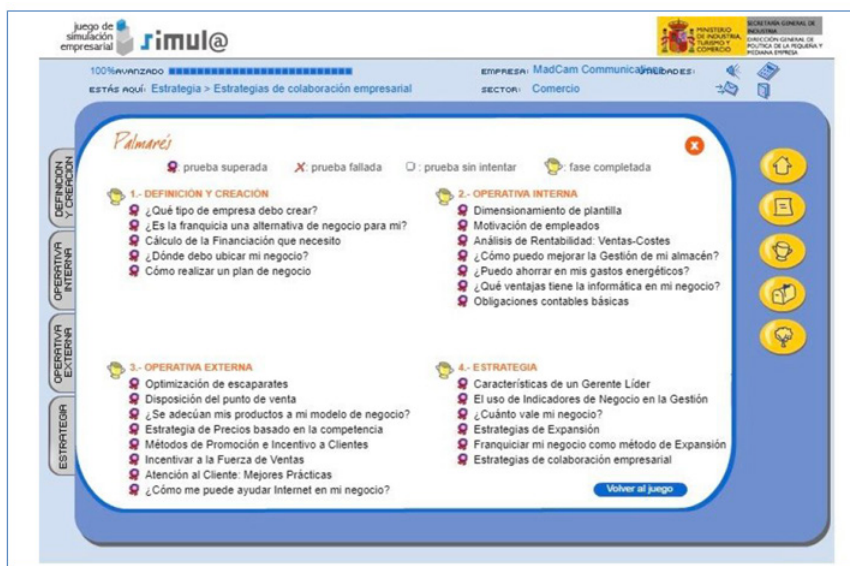 juego de
simulación
empresarial
simul@
MINISTERIO
DE INDUSTRIA,
TURISMO Y
COMERCIO
SECRETARÍA GENERAL DE
INDUSTRIA
DIRECCIÓN GENERAL DE
POLÍTICA DE LA PEQUEÑA Y
MEDIANA EMPRESA
100% AVANZADO
EMPRESA: MadCam Communications
UTILIDADES:
ESTÁS AQUÍ: Estrategia > Estrategias de colaboración empresarial
SECTOR: Comercio
DEFINICION
Y CREACION
OPERATIVA
INTERNA
OPERATIVA
EXTERNA
ESTRATEGIA
Palmarés
X
: prueba superada
X: prueba fallada
: prueba sin intentar
: fase completada
1.- DEFINICIÓN Y CREACIÓN
¿Qué tipo de empresa debo crear?
¿Es la franquicia una alternativa de negocio para mi?
Cálculo de la Financiación que necesito
¿Dónde debo ubicar mi negocio?
Cómo realizar un plan de negocio
2.- OPERATIVA INTERNA
Dimensionamiento de plantilla
Motivación de empleados
Análisis de Rentabilidad: Ventas-Costes
¿Cómo puedo mejorar la Gestión de mi almacén?
¿Puedo ahorrar en mis gastos energéticos?
¿Qué ventajas tiene la informática en mi negocio?
Obligaciones contables básicas
3.- OPERATIVA EXTERNA
Optimización de escaparates
Disposición del punto de venta
¿Se adecúan mis productos a mi modelo de negocio?
Estrategia de Precios basado en la competencia
Métodos de Promoción e Incentivo a Clientes
Incentivar a la Fuerza de Ventas
Atención al Cliente: Mejores Prácticas
¿Cómo me puede ayudar Internet en mi negocio?
4.- ESTRATEGIA
Características de un Gerente Líder
El uso de Indicadores de Negocio en la Gestión
¿Cuánto vale mi negocio?
Estrategias de Expansión
Franquiciar mi negocio como método de Expansión
Estrategias de colaboración empresarial
Volver al juego